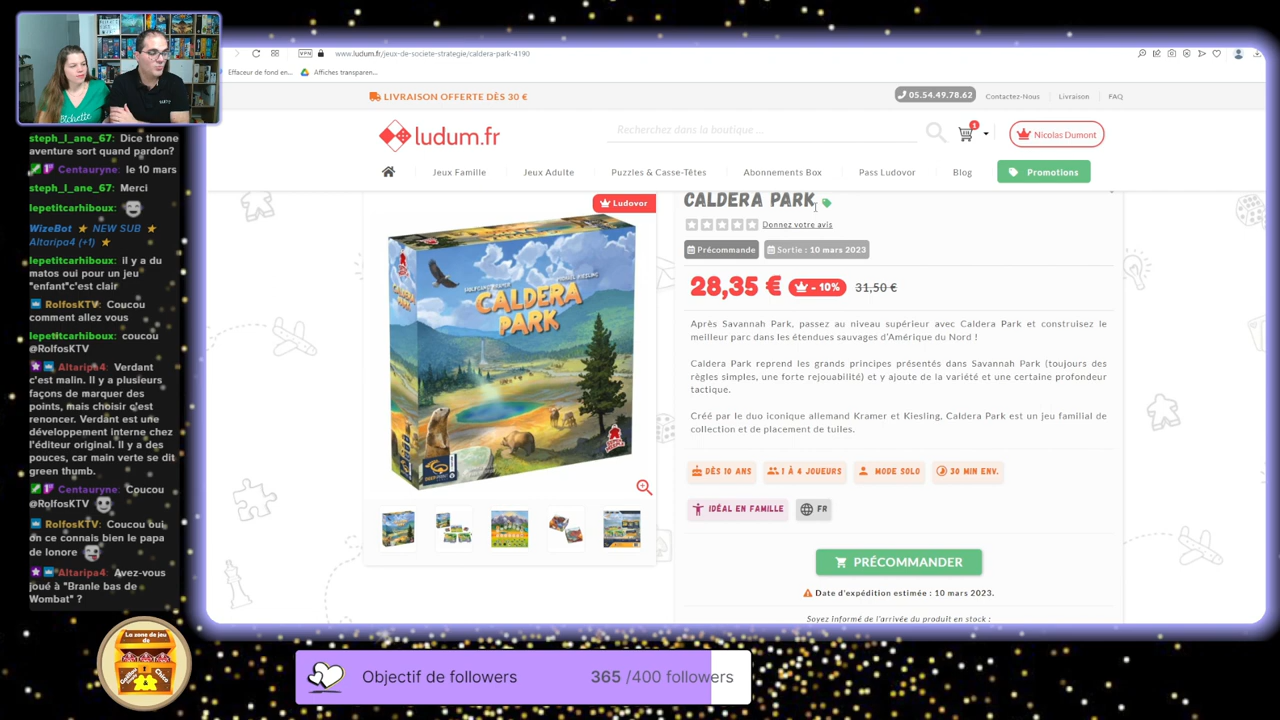 Bichette
steph_l_ane_67: Dice throne
aventure sort quand pardon?
Centauryne: le 10 mars
steph_l_ane_67: Merci
lepetitcarhiboux:
WizeBot ★ NEW SUB ★
Altaripa4 (+1) ★
lepetitcarhiboux: il y a du
matos oui pour un jeu
"enfant"c'est clair
RolfosKTV: Coucou
comment allez vous
lepetitcarhiboux: coucou
@RolfosKTV
Altaripa4: Verdant
c'est malin. Il y a plusieurs
façons de marquer des
points, mais choisir c'est
renoncer. Verdant est une
développement interne chez
l'éditeur original. Il y a des
pouces, car main verte se dit
green thumb.
Centauryne: Coucou
@RolfosKTV
RolfosKTV: Coucou oui
on ce connais bien le papa
de lonore
Altaripa4: Avez-vous
joué à "Branle bas de
Wombat" ?
La zone de jeu
de
Chico
VPN
www.ludum.fr/jeux-de-societe-strategie/caldera-park-4190
Effaceur de fond en...
Affiches transparen...
LIVRAISON OFFERTE DÈS 30 €
05.54.49.78.62
Contactez-Nous
Livraison
FAQ
ludum.fr
Recherchez dans la boutique ...
1
Nicolas Dumont
Jeux Famille
Jeux Adulte
Puzzles & Casse-Têtes
Abonnements Box
Pass Ludovor
Blog
Promotions
Ludovor
WOLFGANG KRAMER
MICHAEL KIESLING
CALDERA
PARK
CALDERA PARK
Donnez votre avis
Précommande
Sortie : 10 mars 2023
28,35 €
- 10%
31,50 €
Après Savannah Park, passez au niveau supérieur avec Caldera Park et construisez le
meilleur parc dans les étendues sauvages d'Amérique du Nord !
Caldera Park reprend les grands principes présentés dans Savannah Park (toujours des
règles simples, une forte rejouabilité) et y ajoute de la variété et une certaine profondeur
tactique.
Créé par le duo iconique allemand Kramer et Kiesling, Caldera Park est un jeu familial de
collection et de placement de tuiles.
DÈS 10 ANS
1 À 4 JOUEURS
MODE SOLO
30 MIN ENV.
IDÉAL EN FAMILLE
FR
PRÉCOMMANDER
Date d'expédition estimée : 10 mars 2023.
Soyez informé de l'arrivée du produit en stock :
Objectif de followers
365 /400 followers